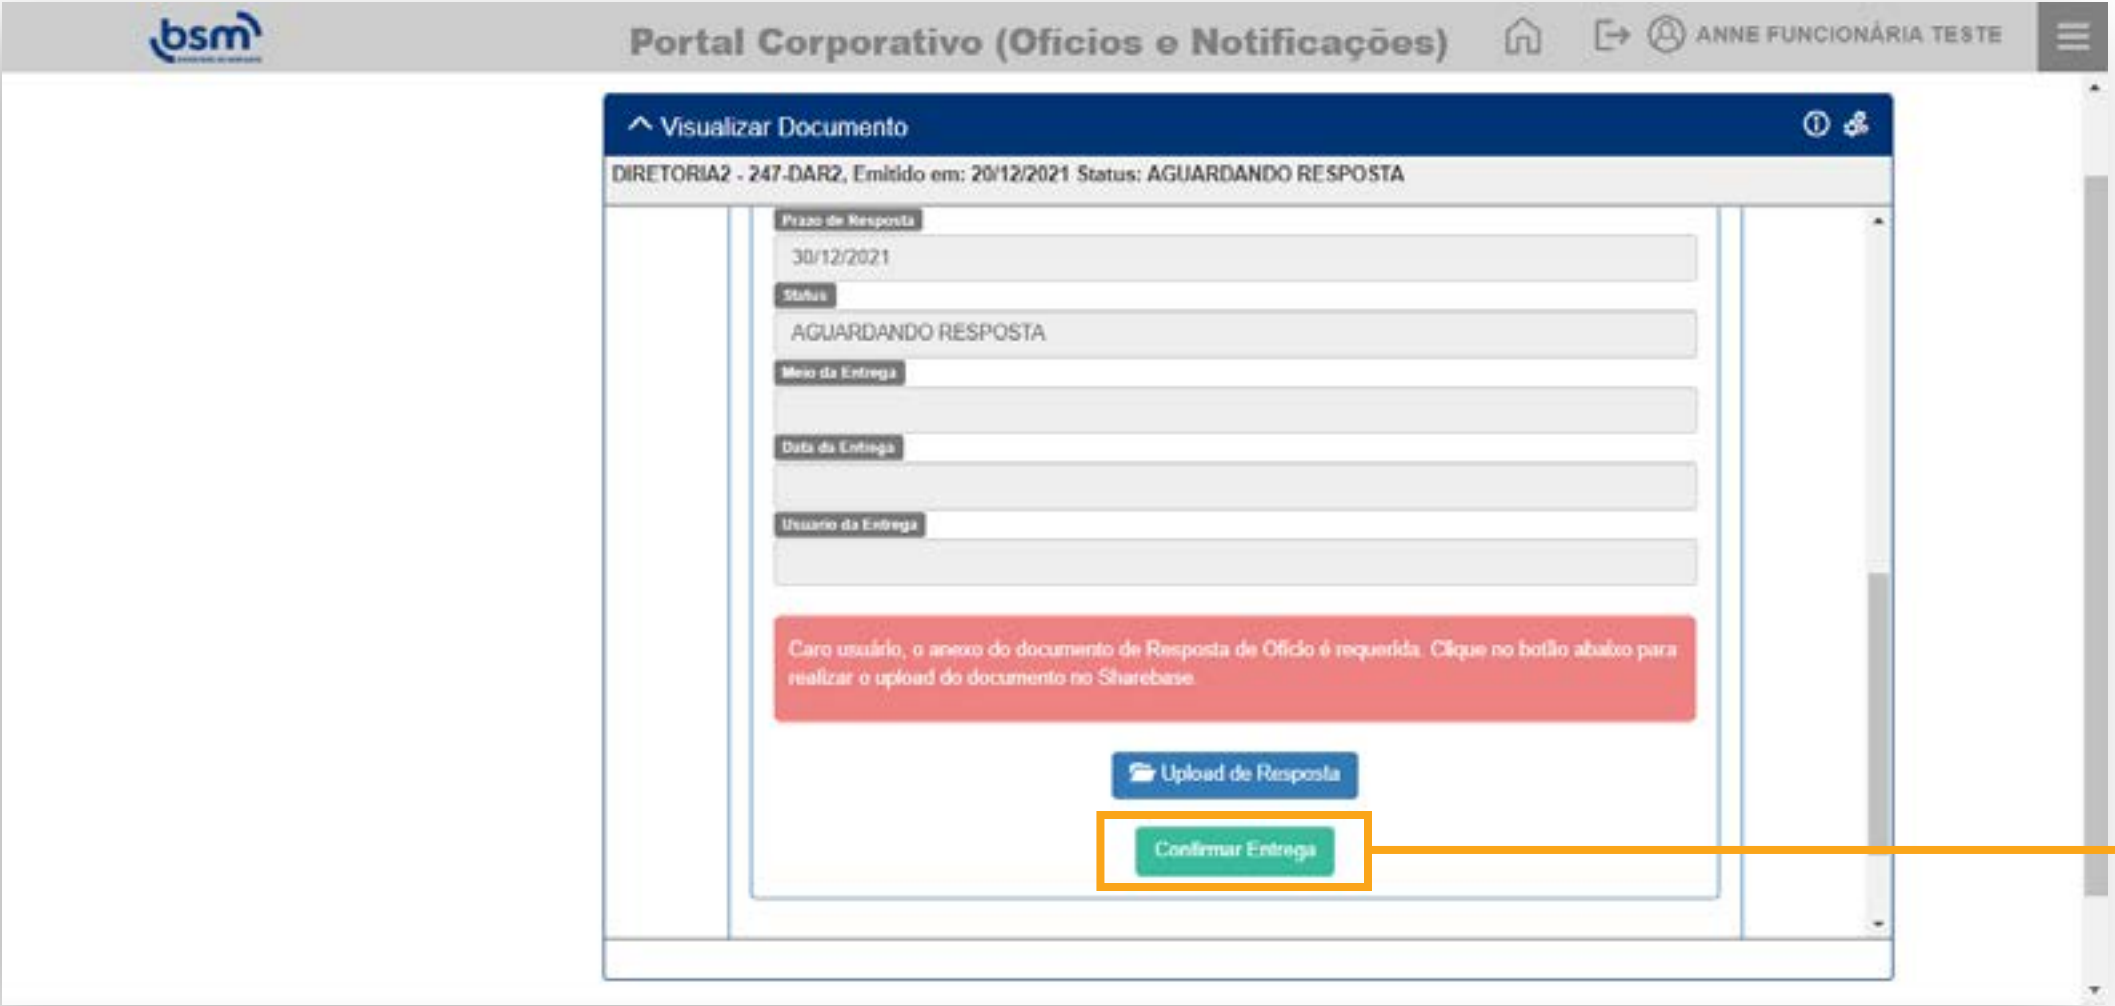 bsm
Portal Corporativo (Ofícios e Notificações)
ANNE FUNCIONÁRIA TESTE
Visualizar Documento
DIRETORIA2 - 247-DAR2, Emitido em: 20/12/2021 Status: AGUARDANDO RESPOSTA
Prazo de Resposta
30/12/2021
Status
AGUARDANDO RESPOSTA
Meio da Entrega
Data da Entrega
Usuario da Entrega
Caro usuário, o anexo do documento de Resposta de Ofício é requerida. Clique no botão abaixo para
realizar o upload do documento no Sharebase.
Upload de Resposta
Confirmar Entrega